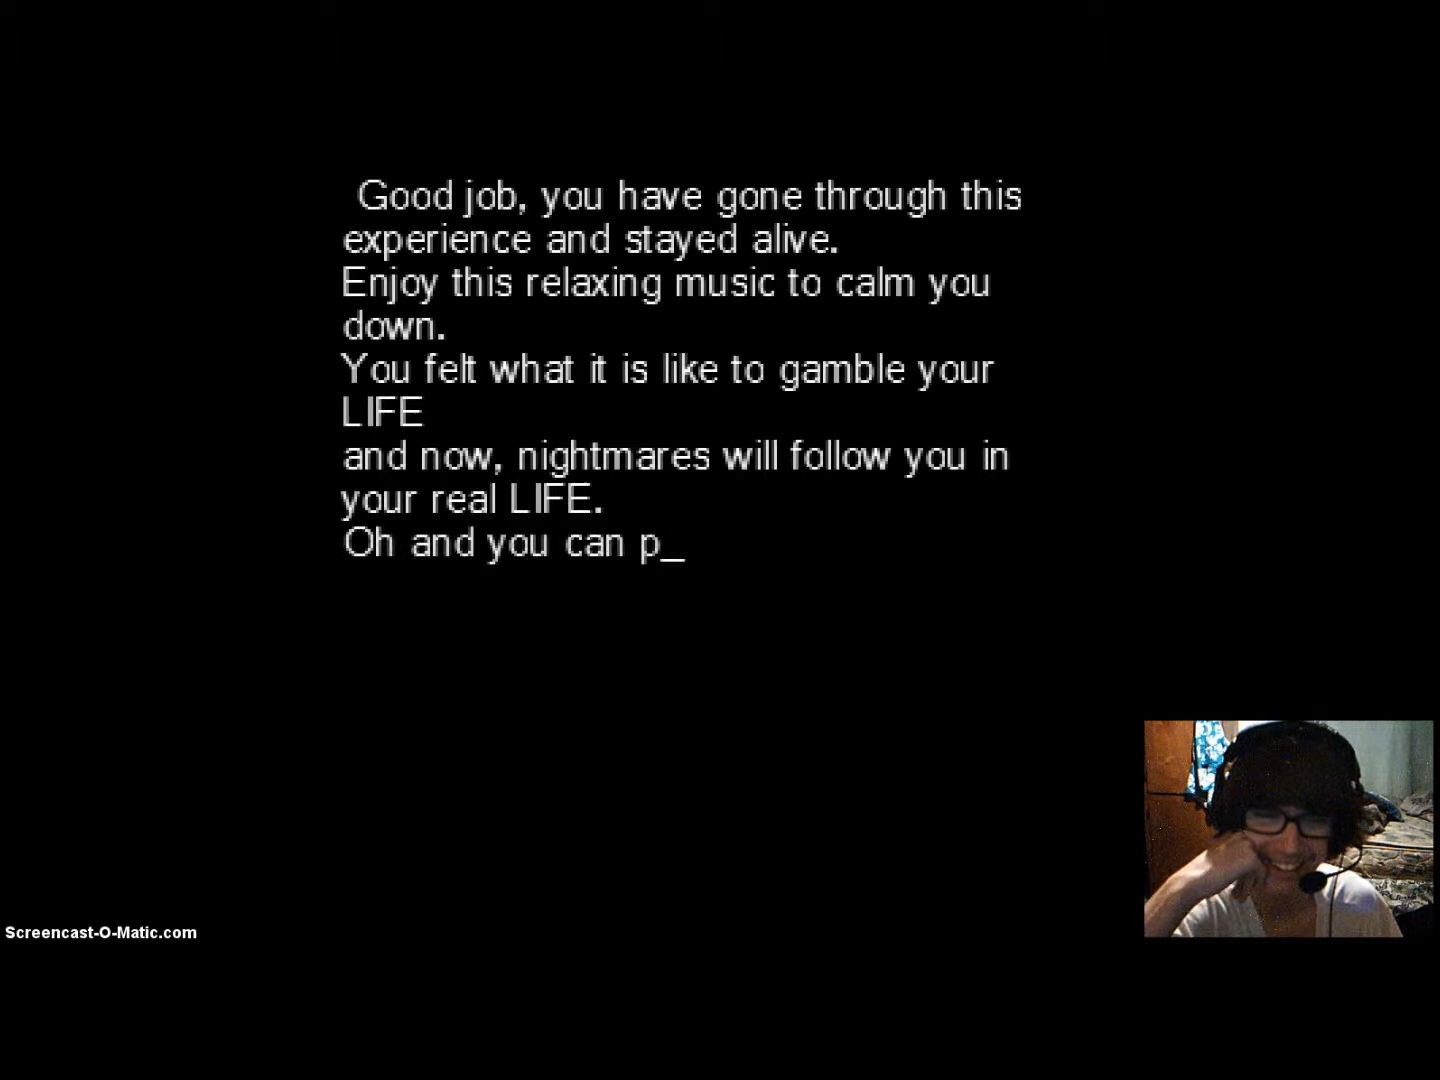 Good job, you have gone through this
experience and stayed alive.
Enjoy this relaxing music to calm you
down.
You felt what it is like to gamble your
LIFE
and now, nightmares will follow you in
your real LIFE.
Oh and you can p_
Screencast-O-Matic.com